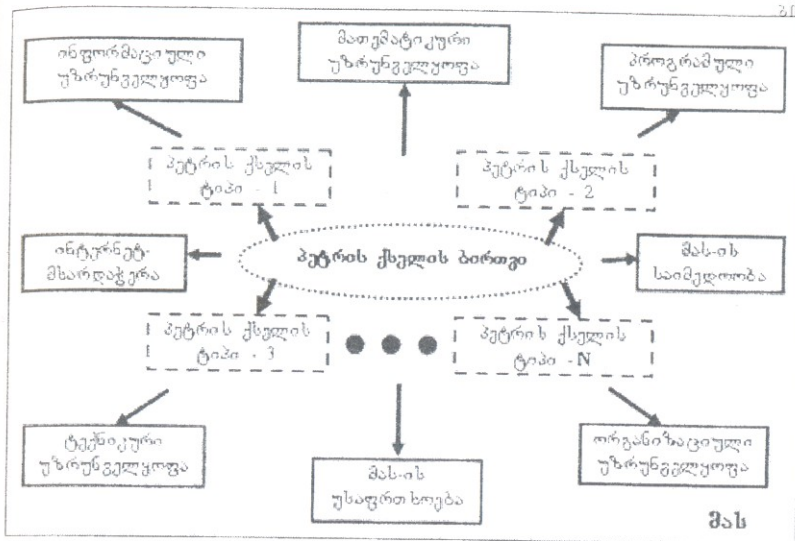 31
ინფორმაციული
უზრუნველყოფა
მათემატიკური
უზრუნველყოფა
პროგრამული
უზრუნველყოფა
პეტრის ქსელის
ტიპი - 1
პეტრის ქსელის
ტიპი - 2
ინტერნეტ-
მხარდაჭერა
პეტრის ქსელის ბირთვი
მას-ის
საიმედოობა
პეტრის ქსელის
ტიპი - 3
პეტრის ქსელის
ტიპი - N
ტექნიკური
უზრუნველყოფა
მას-ის
უსაფრთხოება
ორგანიზაციული
უზრუნველყოფა
მას